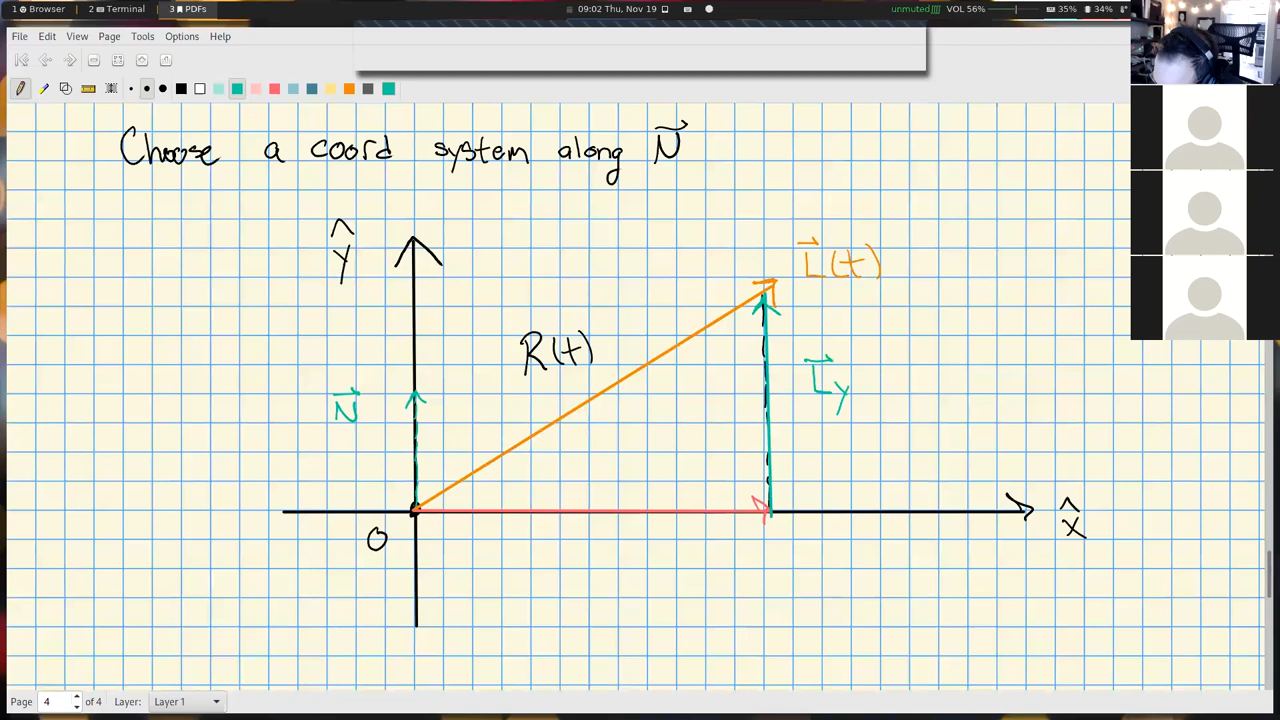 1 Browser 2 Terminal 3 PDFs 09:02 Thu, Nov 19 unmuted VOL 56% 35% 34%
File Edit View Page Tools Options Help
Choose a coord system along N⃗
Ŷ
L⃗(t)
R(t)
L⃗y
N⃗
O
X̂
Page 4 of 4 Layer: Layer 1